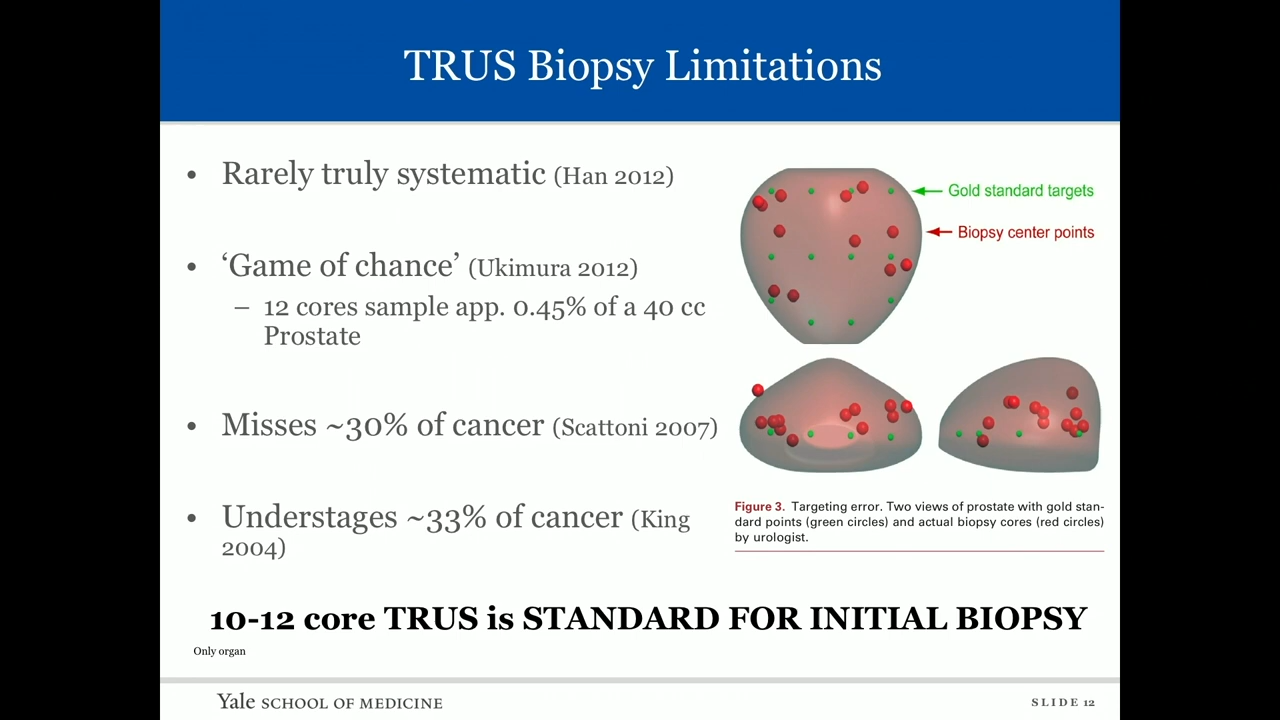 TRUS Biopsy Limitations
• Rarely truly systematic (Han 2012)
• ‘Game of chance’ (Ukimura 2012)
– 12 cores sample app. 0.45% of a 40 cc
Prostate
• Misses ~30% of cancer (Scattoni 2007)
• Understages ~33% of cancer (King
2004)
Gold standard targets
Biopsy center points
Figure 3. Targeting error. Two views of prostate with gold stan-
dard points (green circles) and actual biopsy cores (red circles)
by urologist.
10-12 core TRUS is STANDARD FOR INITIAL BIOPSY
Only organ
Yale SCHOOL OF MEDICINE
SLIDE 12